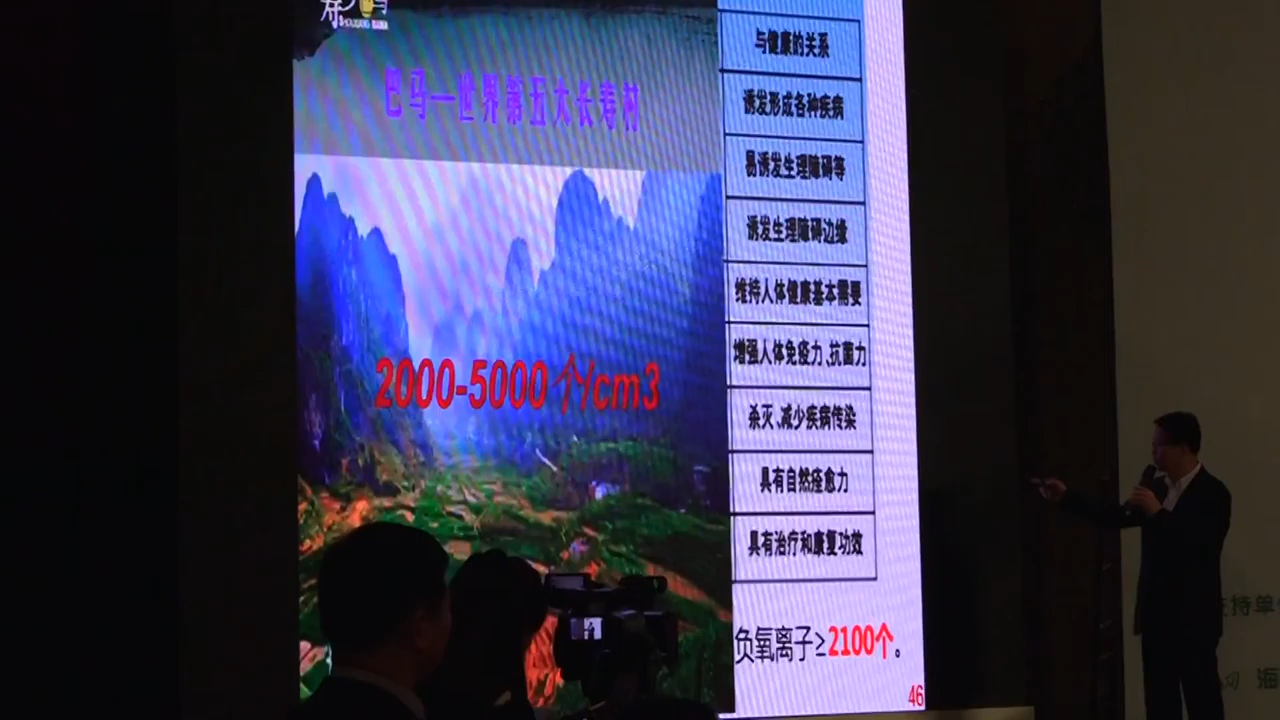 巴马—世界第五大长寿村
2000-5000个/cm3
与健康的关系
诱发形成各种疾病
易诱发生理障碍等
诱发生理障碍边缘
维持人体健康基本需要
增强人体免疫力、抗菌力
杀灭、减少疾病传染
具有自然痊愈力
具有治疗和康复功效
负氧离子≥2100个。
46
支持单
海